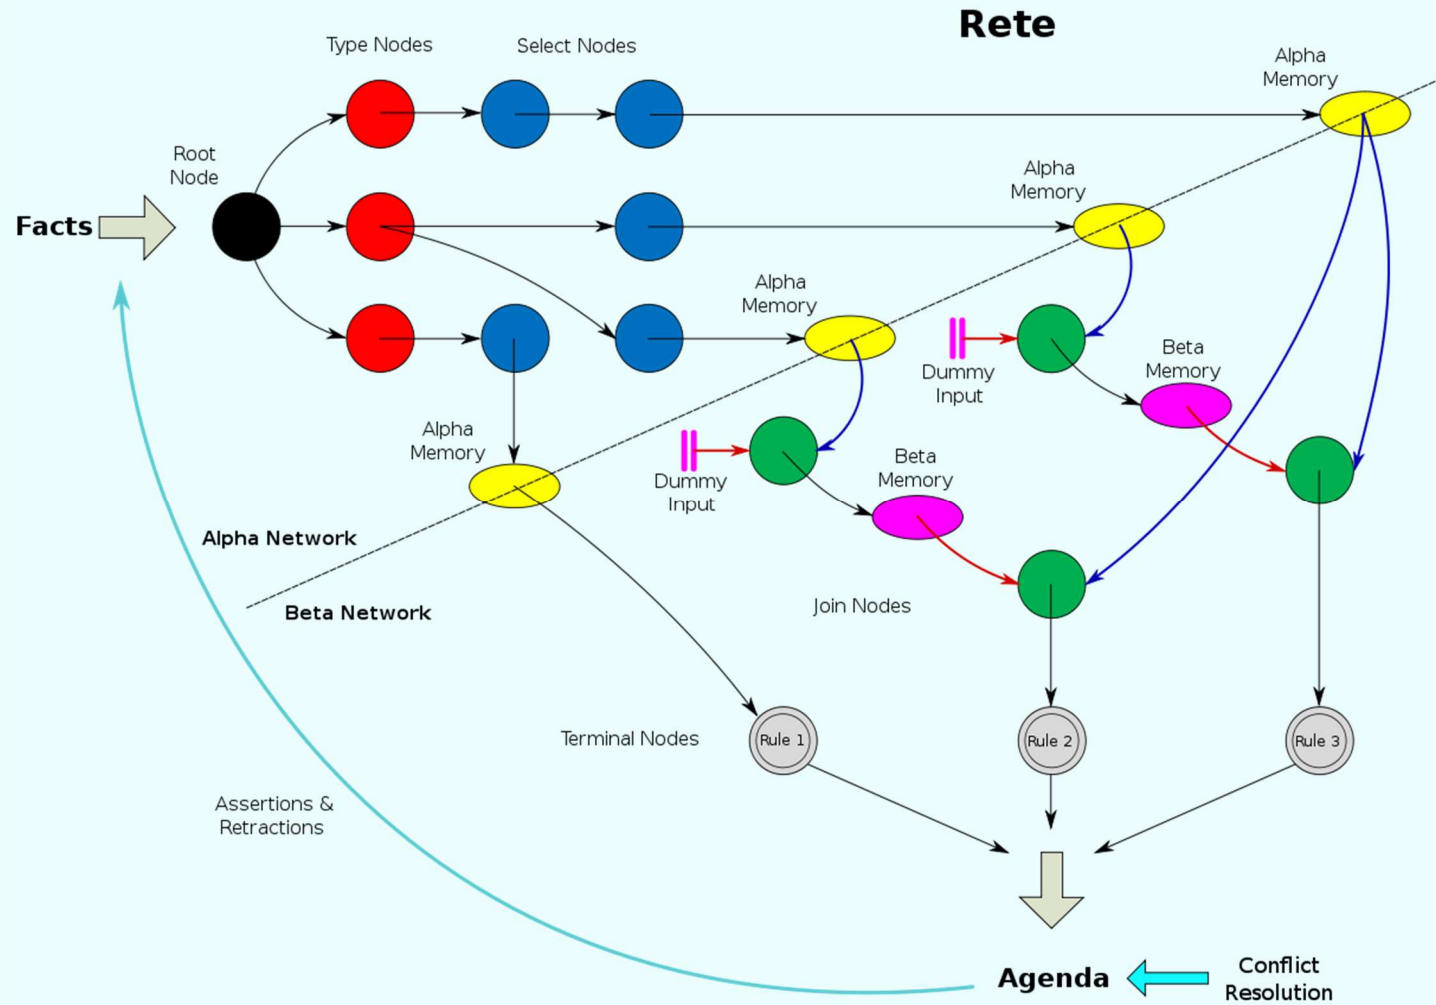 Rete
Type Nodes
Select Nodes
Alpha
Memory
Root
Node
Alpha
Memory
Facts
Alpha
Memory
Dummy
Input
Beta
Memory
Alpha
Memory
Dummy
Input
Beta
Memory
Alpha Network
Beta Network
Join Nodes
Terminal Nodes
Rule 1
Rule 2
Rule 3
Assertions &
Retractions
Agenda
Conflict
Resolution